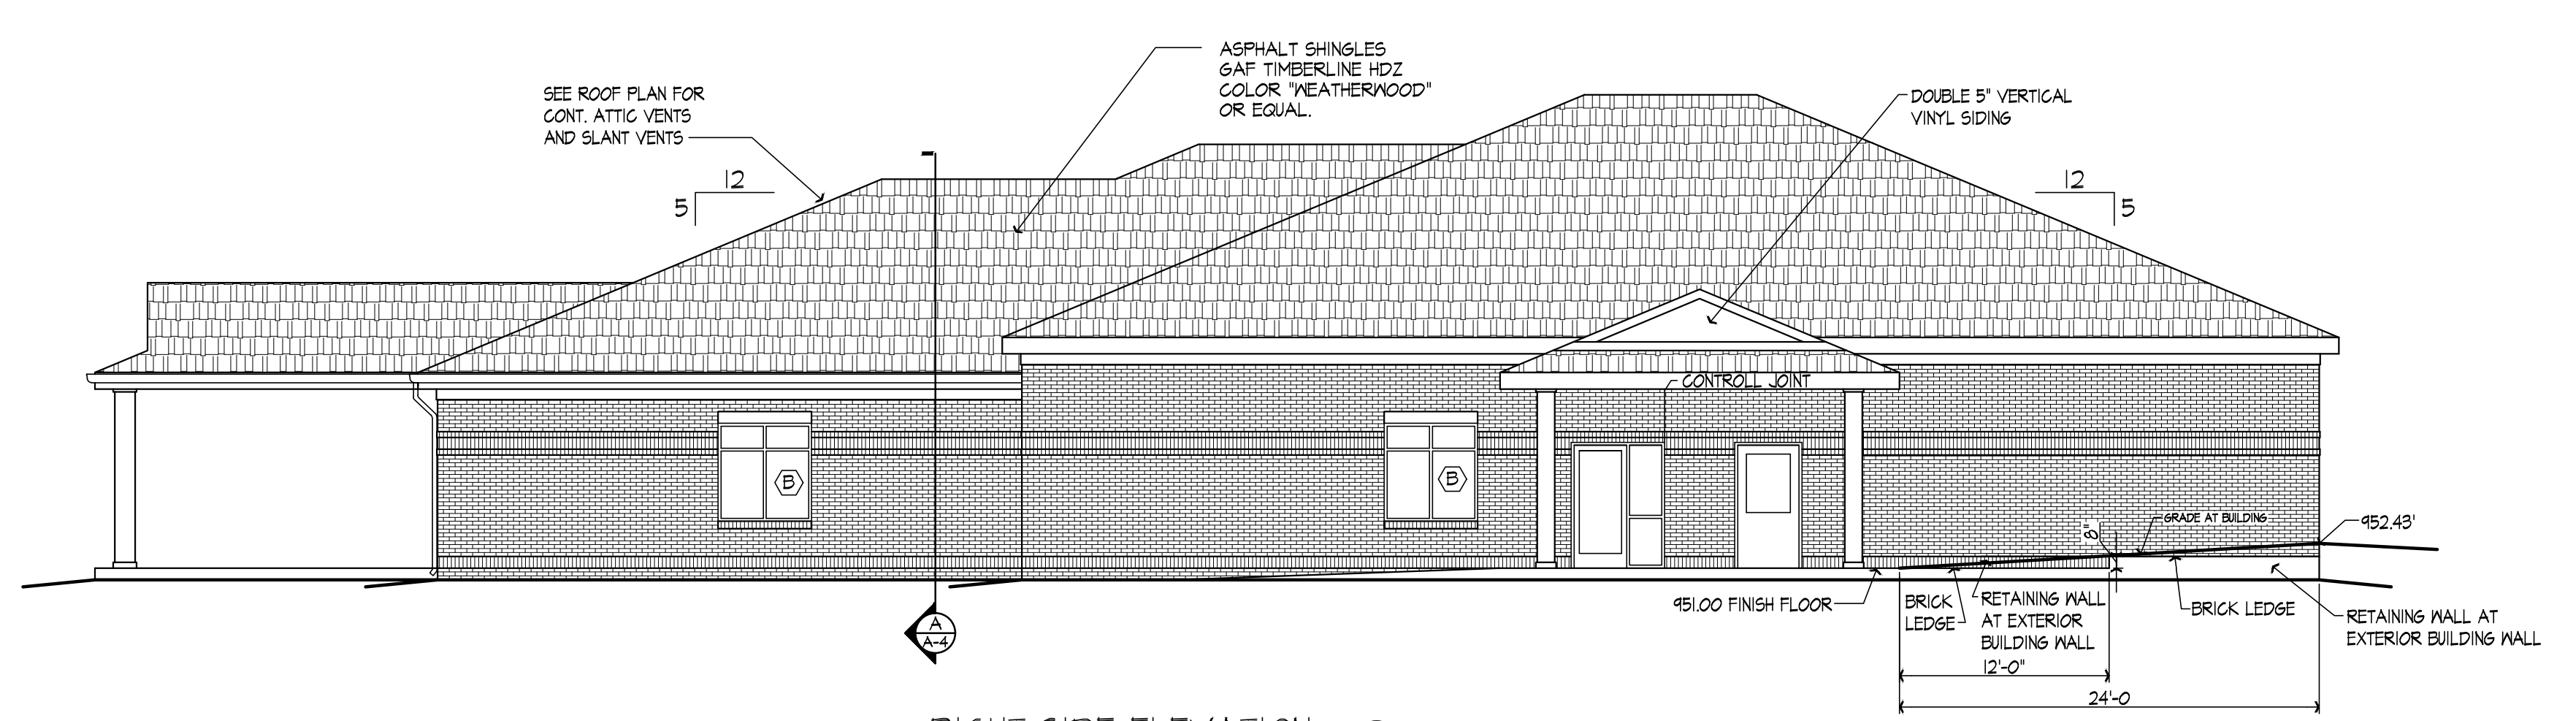 ASPHALT SHINGLES
GAF TIMBERLINE HDZ
COLOR "WEATHERWOOD"
OR EQUAL.
SEE ROOF PLAN FOR
CONT. ATTIC VENTS
AND SLANT VENTS
DOUBLE 5" VERTICAL
VINYL SIDING
12
5
12
5
CONTROLL JOINT
B
B
GRADE AT BUILDING
8"
952.43'
951.00 FINISH FLOOR
BRICK
LEDGE
RETAINING WALL
AT EXTERIOR
BUILDING WALL
BRICK LEDGE
RETAINING WALL AT
EXTERIOR BUILDING WALL
A
A-4
12'-0"
24'-0
RIGHT SIDE ELEVATION